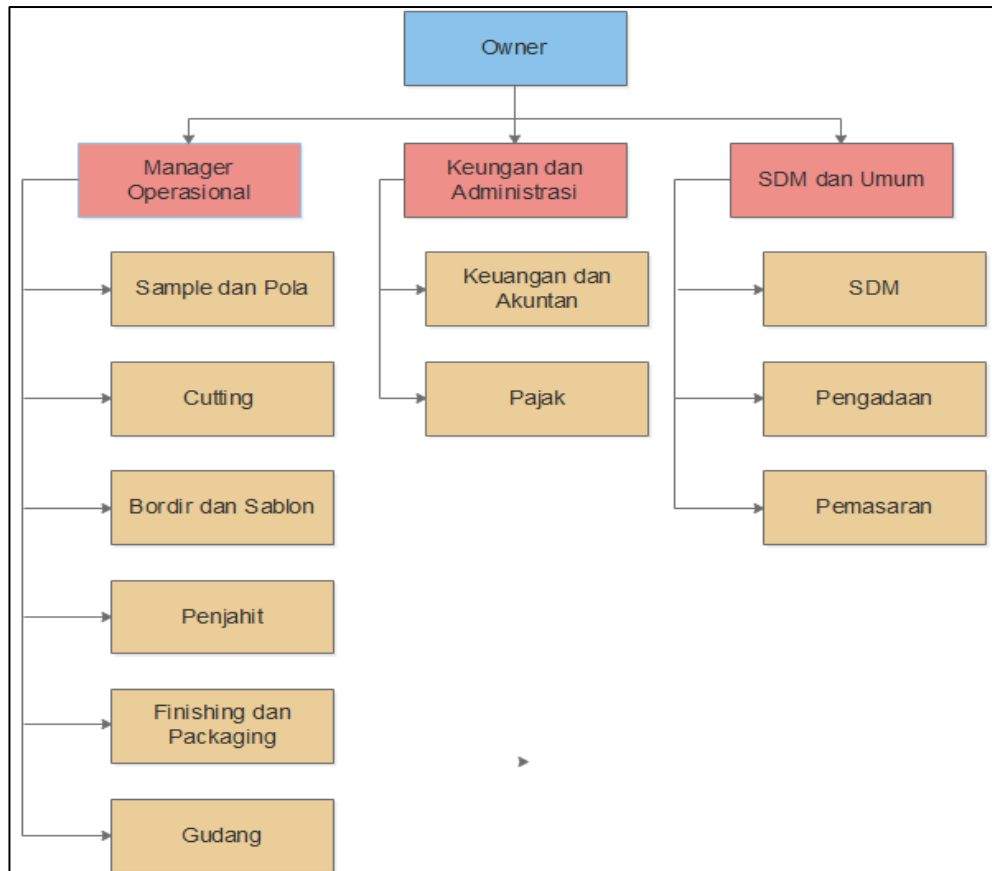 Owner
Manager
Operasional
Keungan dan
Administrasi
SDM dan Umum
Sample dan Pola
Keuangan dan
Akuntan
SDM
Cutting
Pajak
Pengadaan
Bordir dan Sablon
Pemasaran
Penjahit
Finishing dan
Packaging
Gudang